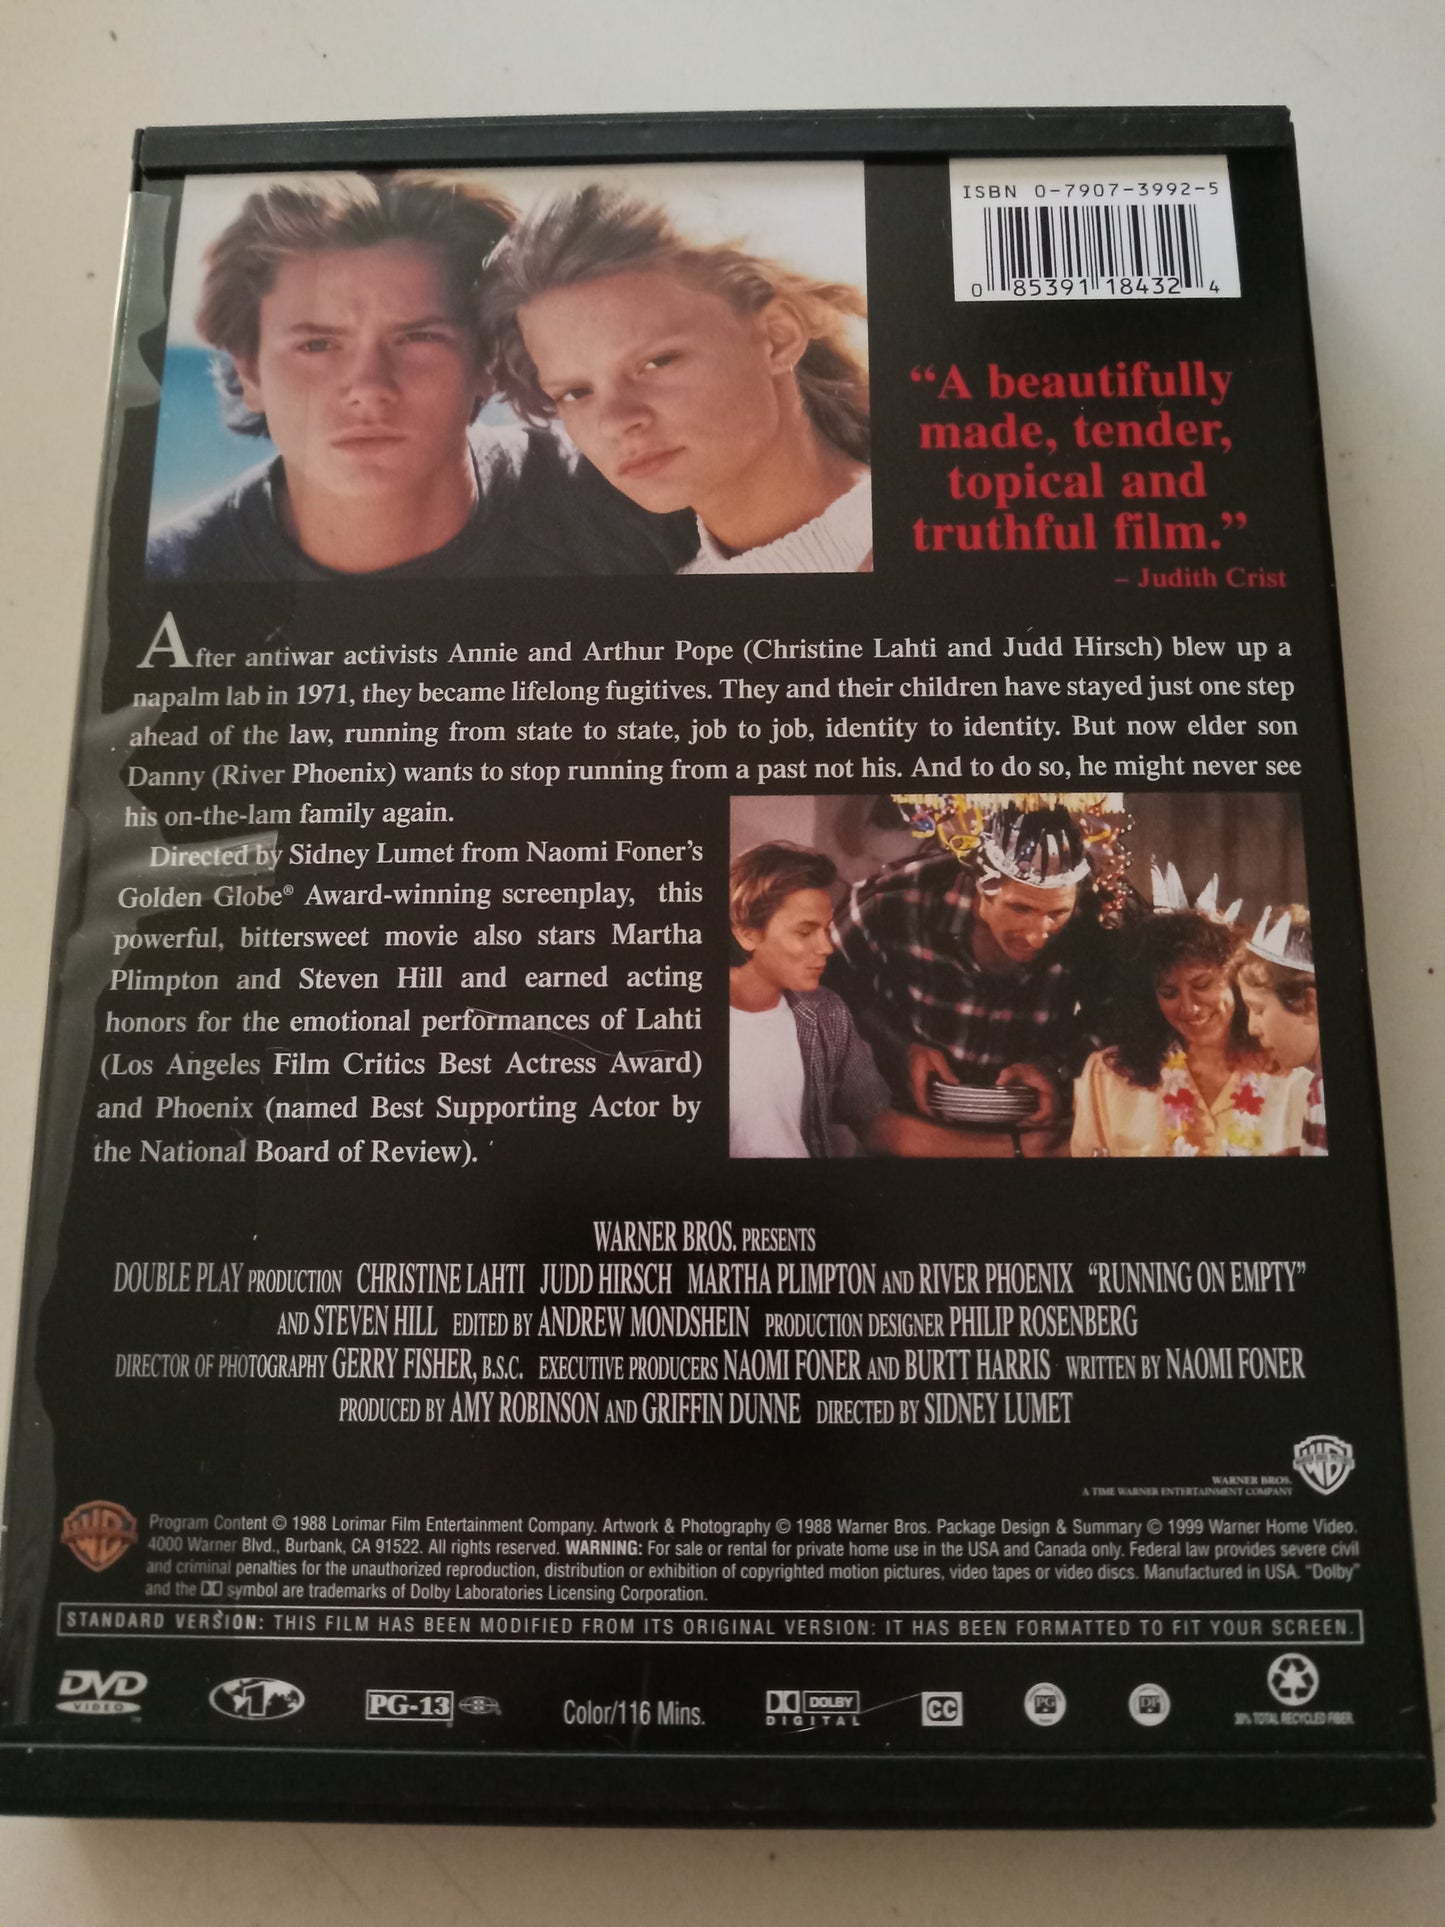 ISBN 0-7907-3992-5
0 85391 18432 4
“A beautifully
made, tender,
topical and
truthful film.”
– Judith Crist
After antiwar activists Annie and Arthur Pope (Christine Lahti and Judd Hirsch) blew up a
napalm lab in 1971, they became lifelong fugitives. They and their children have stayed just one step
ahead of the law, running from state to state, job to job, identity to identity. But now elder son
Danny (River Phoenix) wants to stop running from a past not his. And to do so, he might never see
his on-the-lam family again.
Directed by Sidney Lumet from Naomi Foner’s
Golden Globe® Award-winning screenplay, this
powerful, bittersweet movie also stars Martha
Plimpton and Steven Hill and earned acting
honors for the emotional performances of Lahti
(Los Angeles Film Critics Best Actress Award)
and Phoenix (named Best Supporting Actor by
the National Board of Review).
WARNER BROS. PRESENTS
DOUBLE PLAY PRODUCTION CHRISTINE LAHTI JUDD HIRSCH MARTHA PLIMPTON AND RIVER PHOENIX “RUNNING ON EMPTY”
AND STEVEN HILL EDITED BY ANDREW MONDSHEIN PRODUCTION DESIGNER PHILIP ROSENBERG
DIRECTOR OF PHOTOGRAPHY GERRY FISHER, B.S.C. EXECUTIVE PRODUCERS NAOMI FONER AND BURTT HARRIS WRITTEN BY NAOMI FONER
PRODUCED BY AMY ROBINSON AND GRIFFIN DUNNE DIRECTED BY SIDNEY LUMET
WARNER BROS.
A TIME WARNER ENTERTAINMENT COMPANY
Program Content © 1988 Lorimar Film Entertainment Company. Artwork & Photography © 1988 Warner Bros. Package Design & Summary © 1999 Warner Home Video.
4000 Warner Blvd., Burbank, CA 91522. All rights reserved. WARNING: For sale or rental for private home use in the USA and Canada only. Federal law provides severe civil
and criminal penalties for the unauthorized reproduction, distribution or exhibition of copyrighted motion pictures, video tapes or video discs. Manufactured in USA. “Dolby”
and the symbol are trademarks of Dolby Laboratories Licensing Corporation.
STANDARD VERSION: THIS FILM HAS BEEN MODIFIED FROM ITS ORIGINAL VERSION: IT HAS BEEN FORMATTED TO FIT YOUR SCREEN.
DVD VIDEO ™ 1 PG-13 ® Color/116 Mins. DOLBY DIGITAL CC PG DP
30% TOTAL RECYCLED FIBER